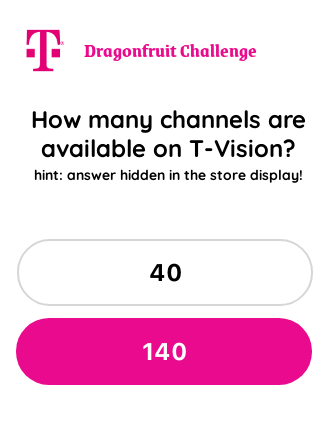 T Dragonfruit Challenge
How many channels are
available on T-Vision?
hint: answer hidden in the store display!
40
140